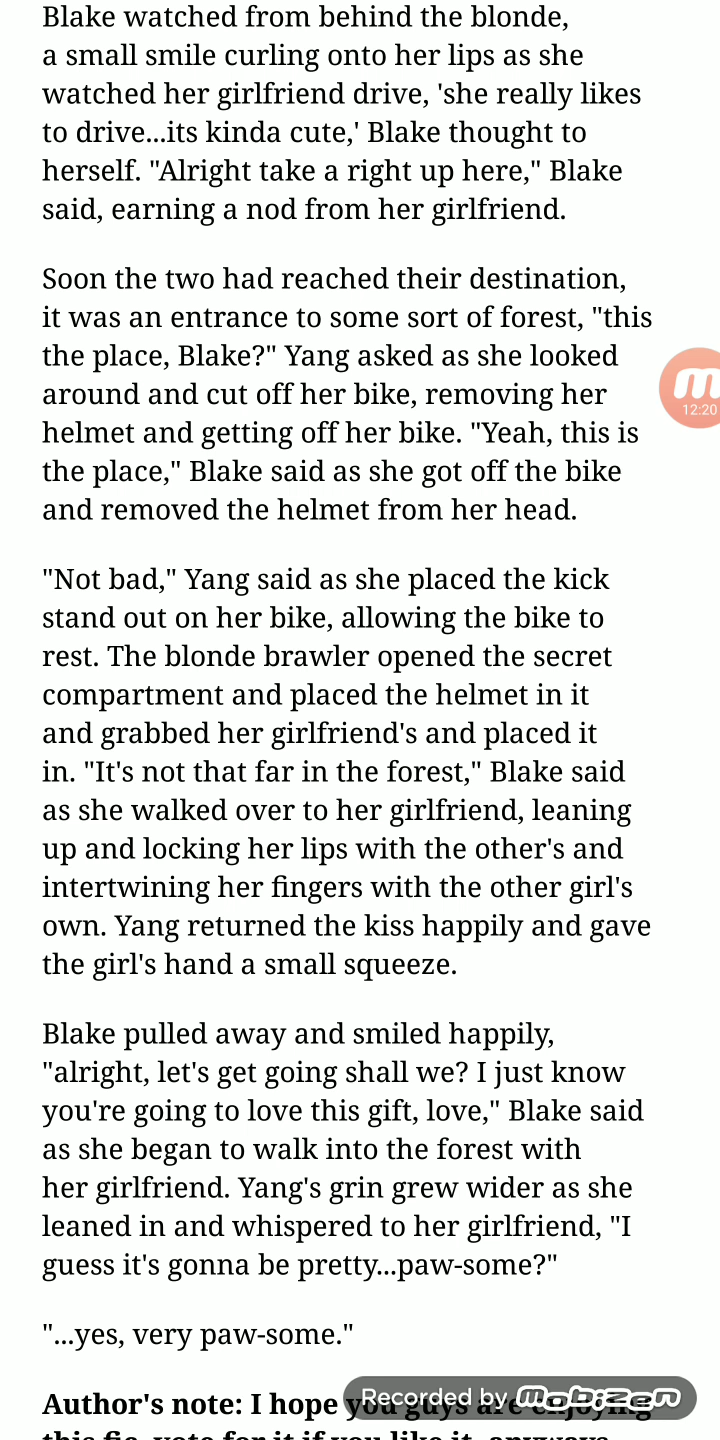 Blake watched from behind the blonde,
a small smile curling onto her lips as she
watched her girlfriend drive, 'she really likes
to drive...its kinda cute,' Blake thought to
herself. "Alright take a right up here," Blake
said, earning a nod from her girlfriend.
Soon the two had reached their destination,
it was an entrance to some sort of forest, "this
the place, Blake?" Yang asked as she looked
around and cut off her bike, removing her
helmet and getting off her bike. "Yeah, this is
the place," Blake said as she got off the bike
and removed the helmet from her head.
m
12:20
"Not bad," Yang said as she placed the kick
stand out on her bike, allowing the bike to
rest. The blonde brawler opened the secret
compartment and placed the helmet in it
and grabbed her girlfriend's and placed it
in. "It's not that far in the forest," Blake said
as she walked over to her girlfriend, leaning
up and locking her lips with the other's and
intertwining her fingers with the other girl's
own. Yang returned the kiss happily and gave
the girl's hand a small squeeze.
Blake pulled away and smiled happily,
"alright, let's get going shall we? I just know
you're going to love this gift, love," Blake said
as she began to walk into the forest with
her girlfriend. Yang's grin grew wider as she
leaned in and whispered to her girlfriend, "I
guess it's gonna be pretty...paw-some?"
"...yes, very paw-some."
Author's note: I hope you guys are enjoying
Recorded by mobizen
this fic, vote for it if you like it, anyways